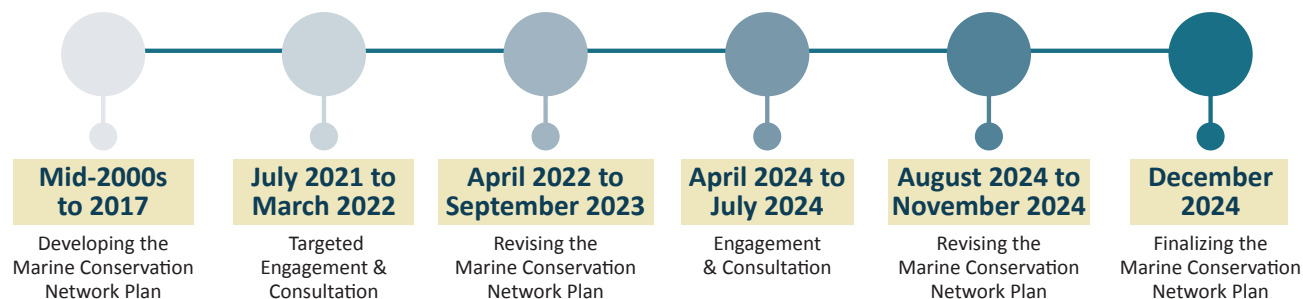 Mid-2000s
to 2017
Developing the
Marine Conservation
Network Plan
July 2021 to
March 2022
Targeted
Engagement &
Consultation
April 2022 to
September 2023
Revising the
Marine Conservation
Network Plan
April 2024 to
July 2024
Engagement
& Consultation
August 2024 to
November 2024
Revising the
Marine Conservation
Network Plan
December
2024
Finalizing the
Marine Conservation
Network Plan